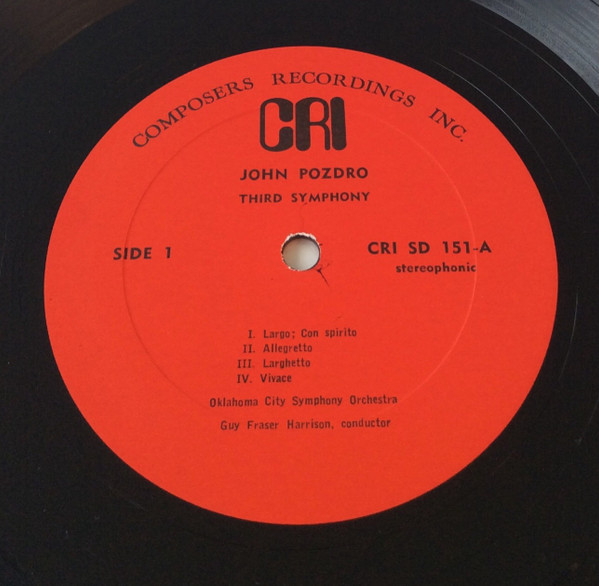 COMPOSERS RECORDINGS INC.
CRI
JOHN POZDRO
THIRD SYMPHONY
SIDE 1
CRI SD 151-A
stereophonic
I. Largo; Con spirito
II. Allegretto
III. Larghetto
IV. Vivace
Oklahoma City Symphony Orchestra
Guy Fraser Harrison, conductor